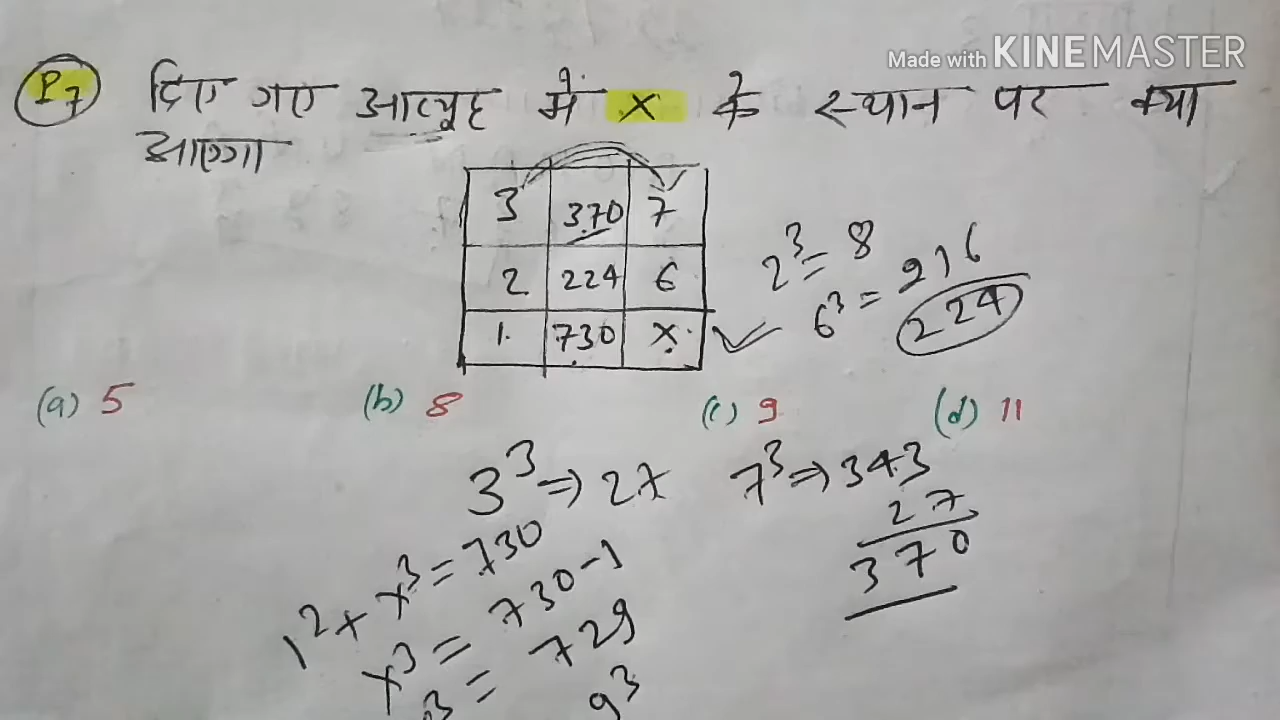 Made with KINEMASTER
P7 दिए गए आव्यूह में x के स्थान पर क्या
आएगा
3 370 7
2 224 6
1. 730 x
2³ = 8
6³ = 216
224
(a) 5 (b) 8 (c) 9 (d) 11
3³ ⇒ 27 7³ ⇒ 343
27
370
1² + x³ = 730
x³ = 730-1
x³ = 729
9³